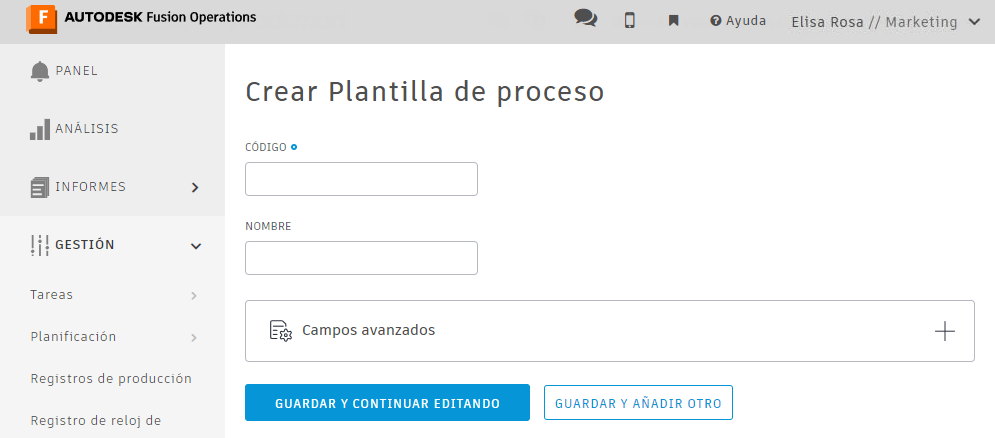 F AUTODESK Fusion Operations
Ayuda
Elisa Rosa // Marketing
PANEL
ANÁLISIS
INFORMES
GESTIÓN
Tareas
Planificación
Registros de producción
Registro de reloj de
Crear Plantilla de proceso
CÓDIGO
NOMBRE
Campos avanzados
GUARDAR Y CONTINUAR EDITANDO
GUARDAR Y AÑADIR OTRO